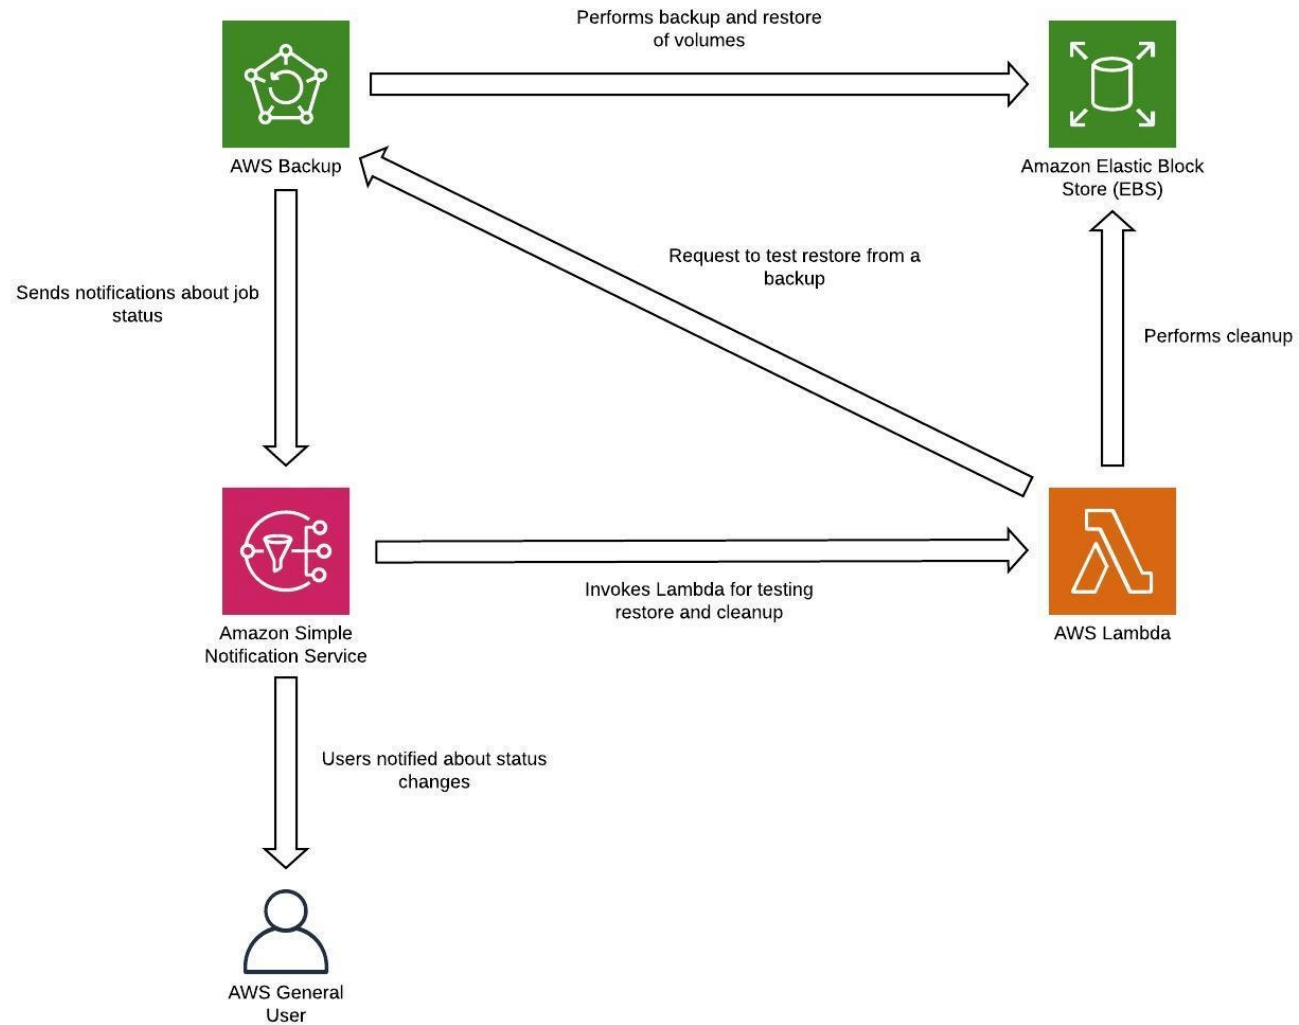 Performs backup and restore
of volumes
AWS Backup
Amazon Elastic Block
Store (EBS)
Request to test restore from a
backup
Sends notifications about job
status
Performs cleanup
Invokes Lambda for testing
restore and cleanup
Amazon Simple
Notification Service
AWS Lambda
Users notified about status
changes
AWS General
User